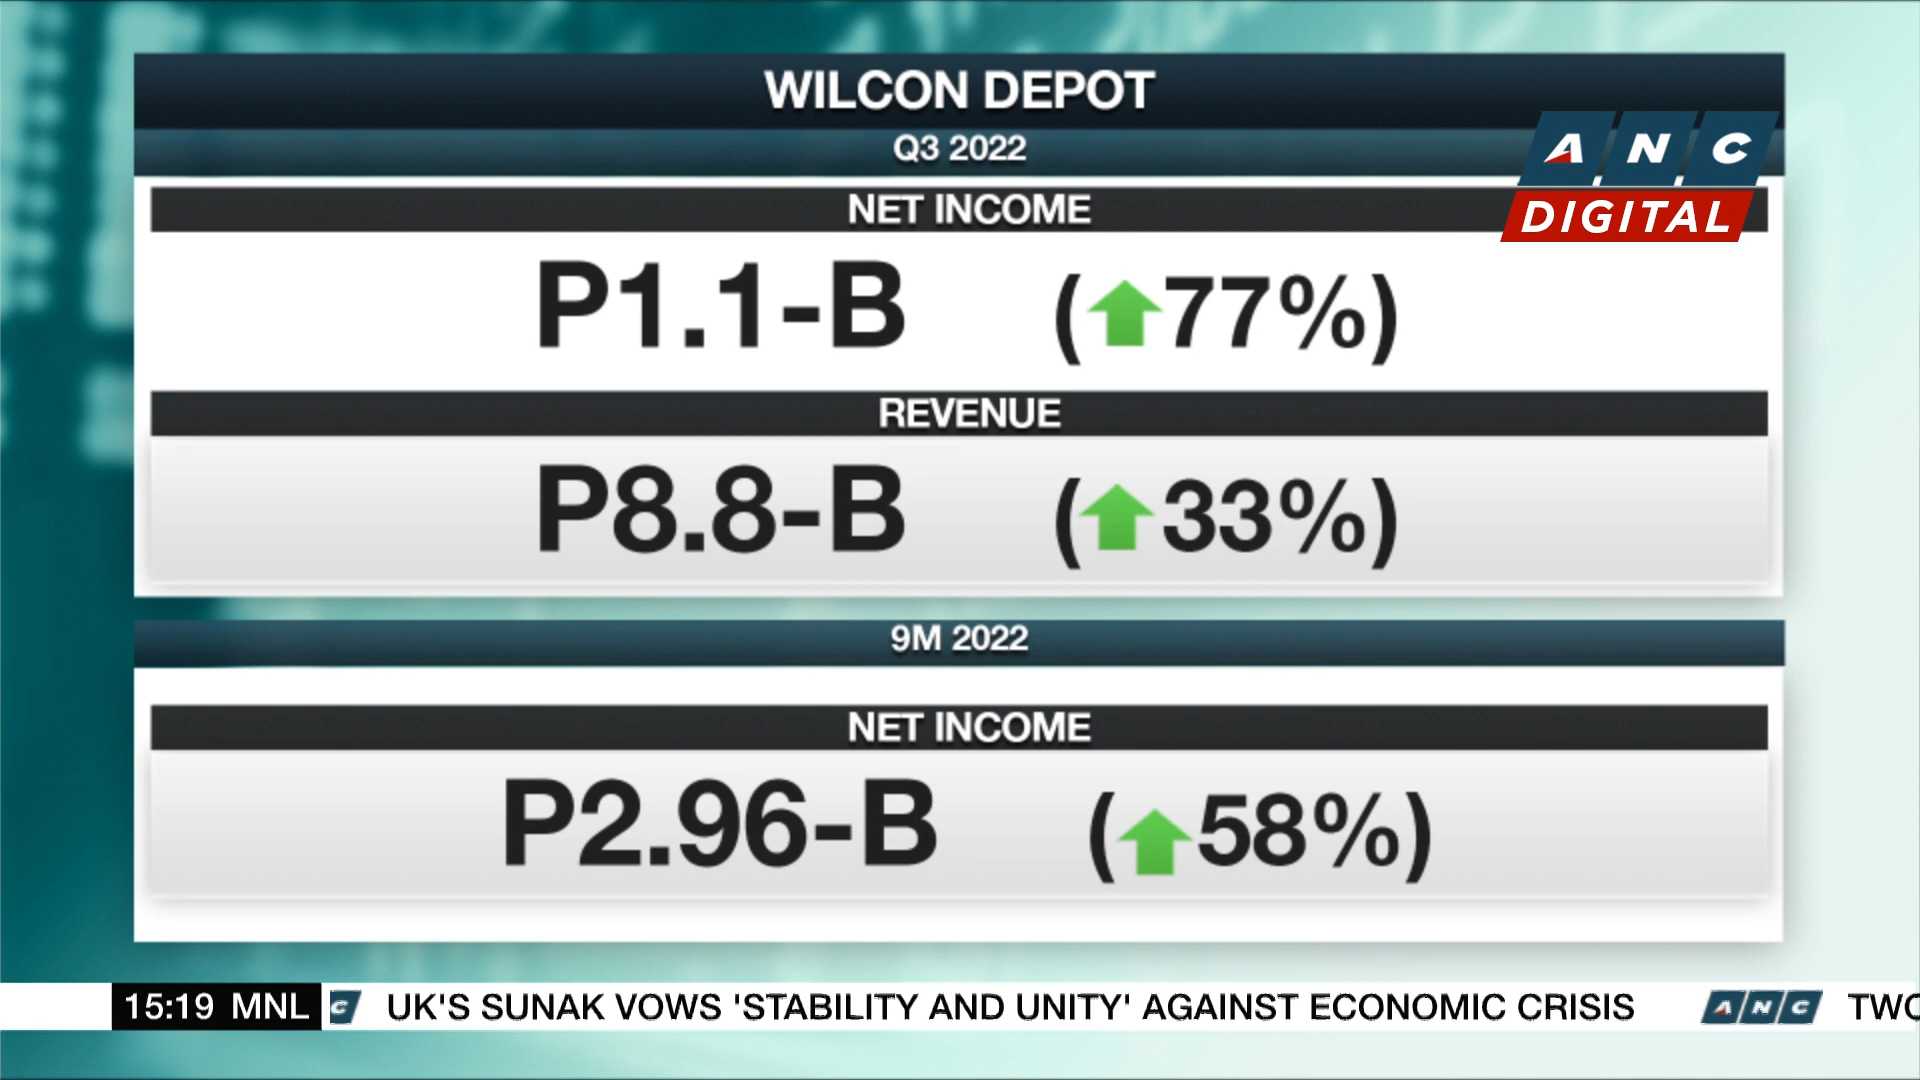 WILCON DEPOT
Q3 2022
ANC
DIGITAL
NET INCOME
P1.1-B (↑77%)
REVENUE
P8.8-B (↑33%)
9M 2022
NET INCOME
P2.96-B (↑58%)
15:19 MNL C UK'S SUNAK VOWS 'STABILITY AND UNITY' AGAINST ECONOMIC CRISIS ANC